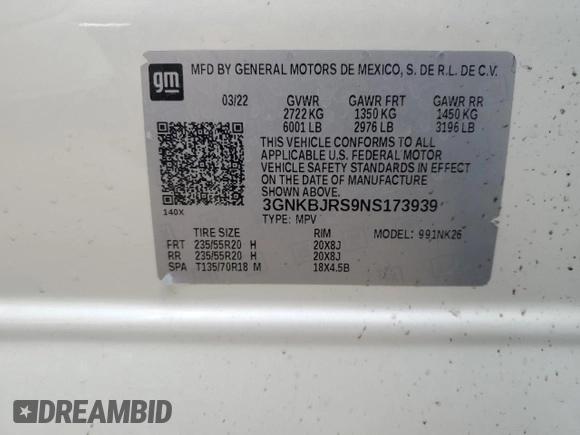 gm
MFD BY GENERAL MOTORS DE MEXICO, S. DE R.L. DE C.V.
03/22 GVWR GAWR FRT GAWR RR
2722 KG 1350 KG 1450 KG
6001 LB 2976 LB 3196 LB
THIS VEHICLE CONFORMS TO ALL
APPLICABLE U.S. FEDERAL MOTOR
VEHICLE SAFETY STANDARDS IN EFFECT
ON THE DATE OF MANUFACTURE
SHOWN ABOVE.
140X
3GNKBJRS9NS173939
TYPE: MPV MODEL: 991NK26
TIRE SIZE RIM
FRT 235/55R20 H 20X8J
RR 235/55R20 H 20X8J
SPA T135/70R18 M 18X4.5B
DREAMBID